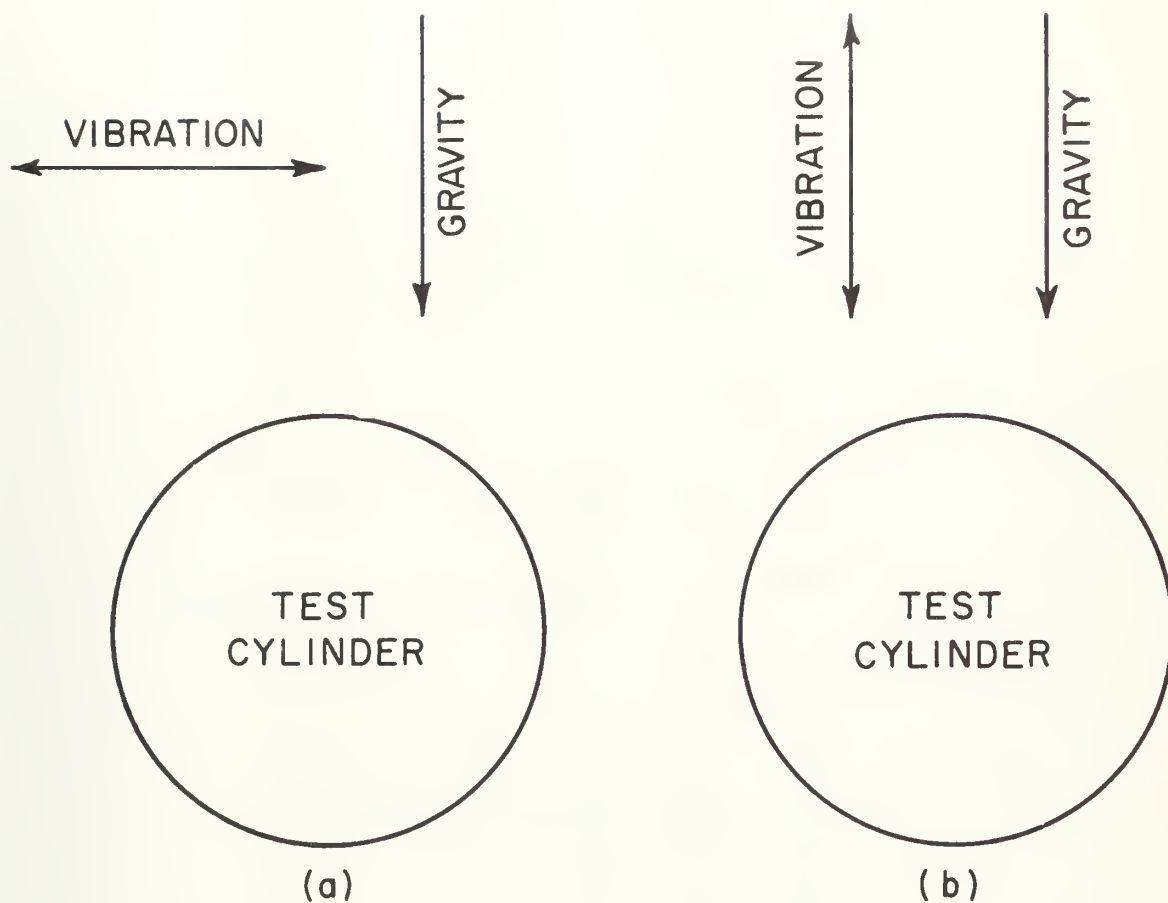 VIBRATION
GRAVITY
TEST
CYLINDER
(a)
VIBRATION
GRAVITY
TEST
CYLINDER
(b)